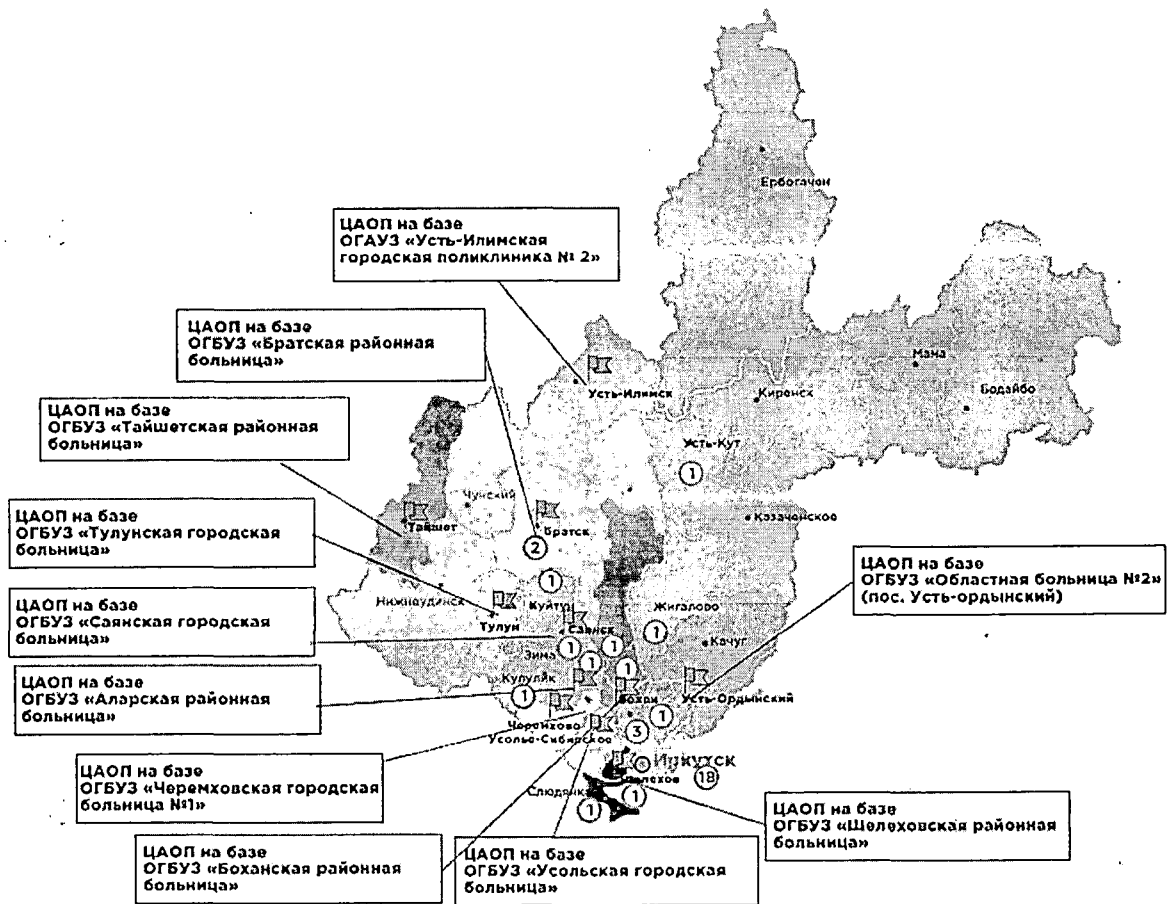 Ербогачен
ЦАОП на базе
ОГАУЗ «Усть-Илимская
городская поликлиника № 2»
ЦАОП на базе
ОГБУЗ «Братская районная
больница»
Мама
Бодайбо
Усть-Илимск
Киренск
ЦАОП на базе
ОГБУЗ «Тайшетская районная
больница»
Усть-Кут
1
Чунский
Тайшет
Братск
Казаченское
2
ЦАОП на базе
ОГБУЗ «Тулунская городская
больница»
ЦАОП на базе
ОГБУЗ «Областная больница №2»
(пос. Усть-ордынский)
1
Нижнеудинск
Куйтун
Жигалово
Тулун
Саянск
1
Качуг
ЦАОП на базе
ОГБУЗ «Саянская городская
больница»
1
1
Зима
1
1
ЦАОП на базе
ОГБУЗ «Аларская районная
больница»
Кутулик
1
Бохан
Усть-Ордынский
1
Черемхово
Усолье-Сибирское
3
Иркутск
18
ЦАОП на базе
ОГБУЗ «Черемховская городская
больница №1»
Шелехов
Слюдянка
1
1
ЦАОП на базе
ОГБУЗ «Шелеховская районная
больница»
ЦАОП на базе
ОГБУЗ «Боханская районная
больница»
ЦАОП на базе
ОГБУЗ «Усольская городская
больница»